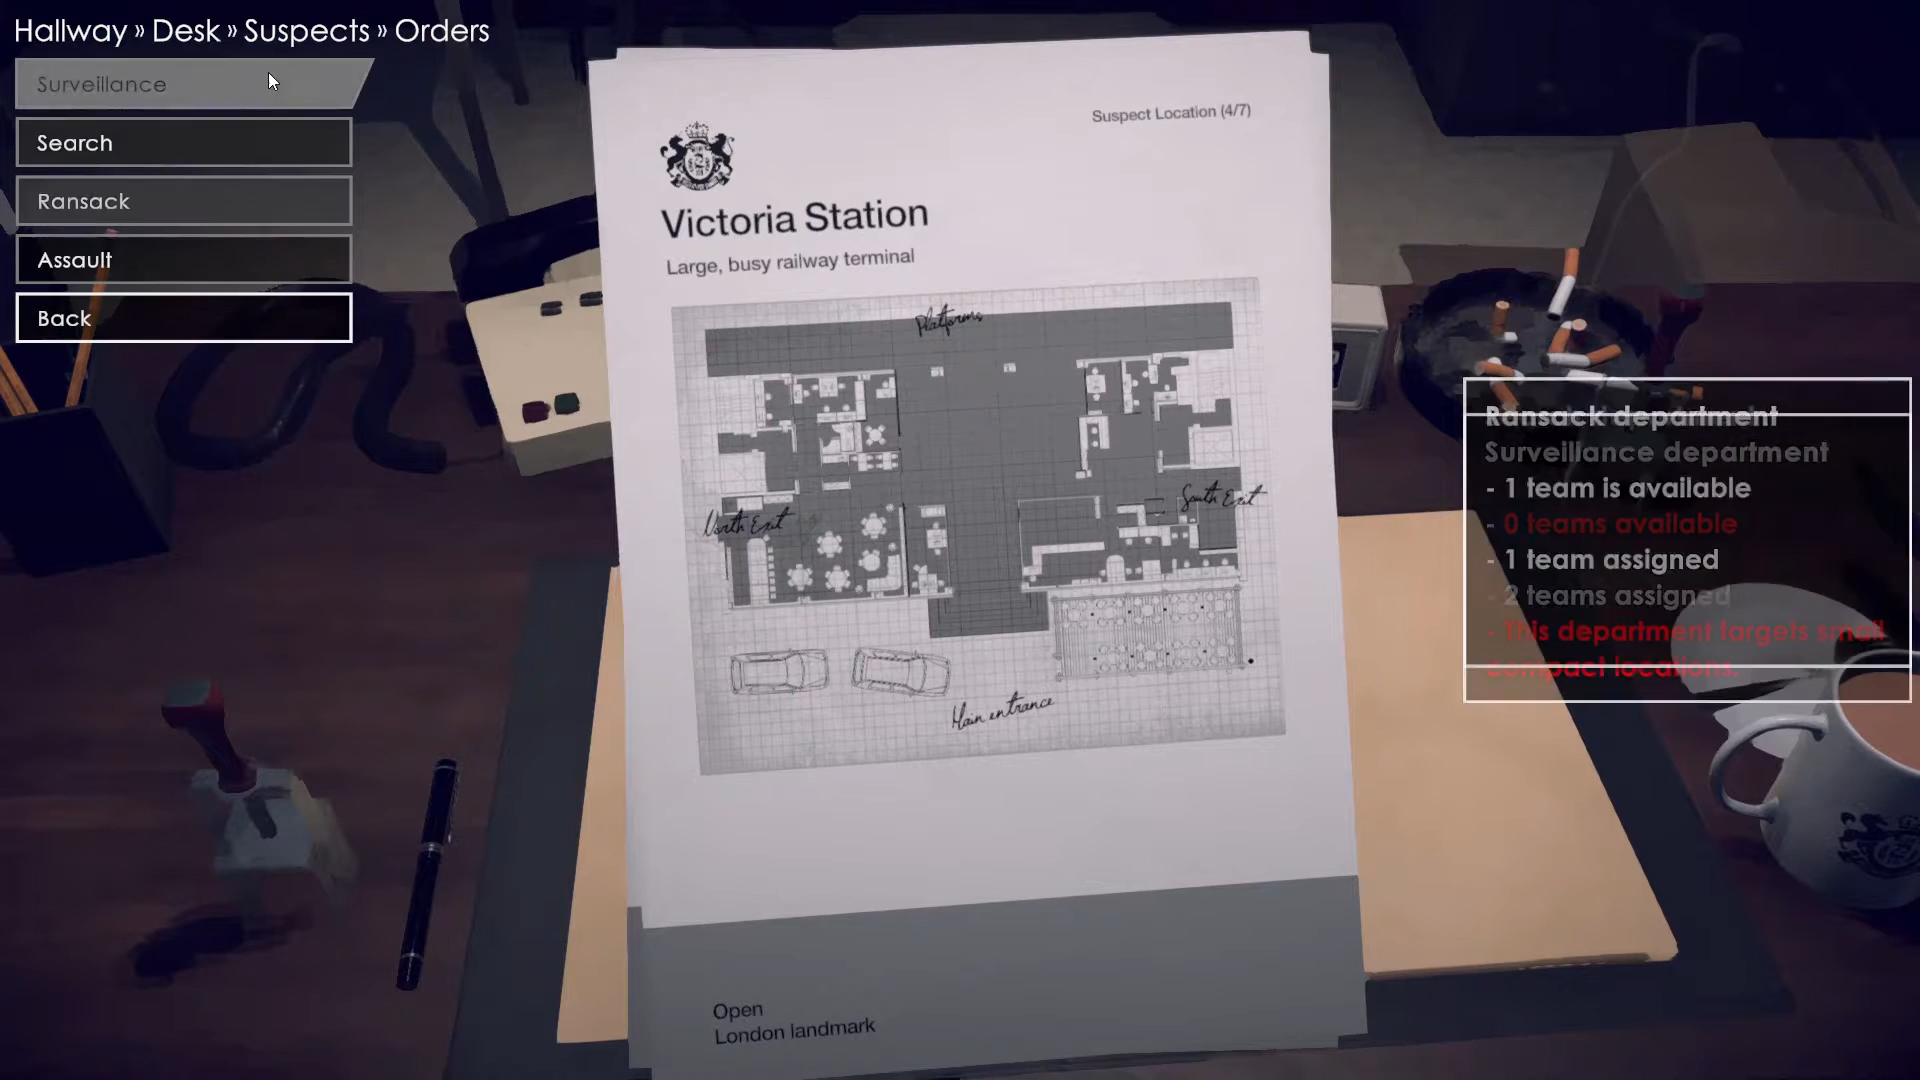 Hallway » Desk » Suspects » Orders
Surveillance
Search
Ransack
Assault
Back
Suspect Location (4/7)
Victoria Station
Large, busy railway terminal
Platforms
North Exit
South Exit
Main entrance
Open
London landmark
Ransack department
Surveillance department
- 1 team is available
- 0 teams available
- 1 team assigned
- 2 teams assigned
- This department targets small
compact locations.